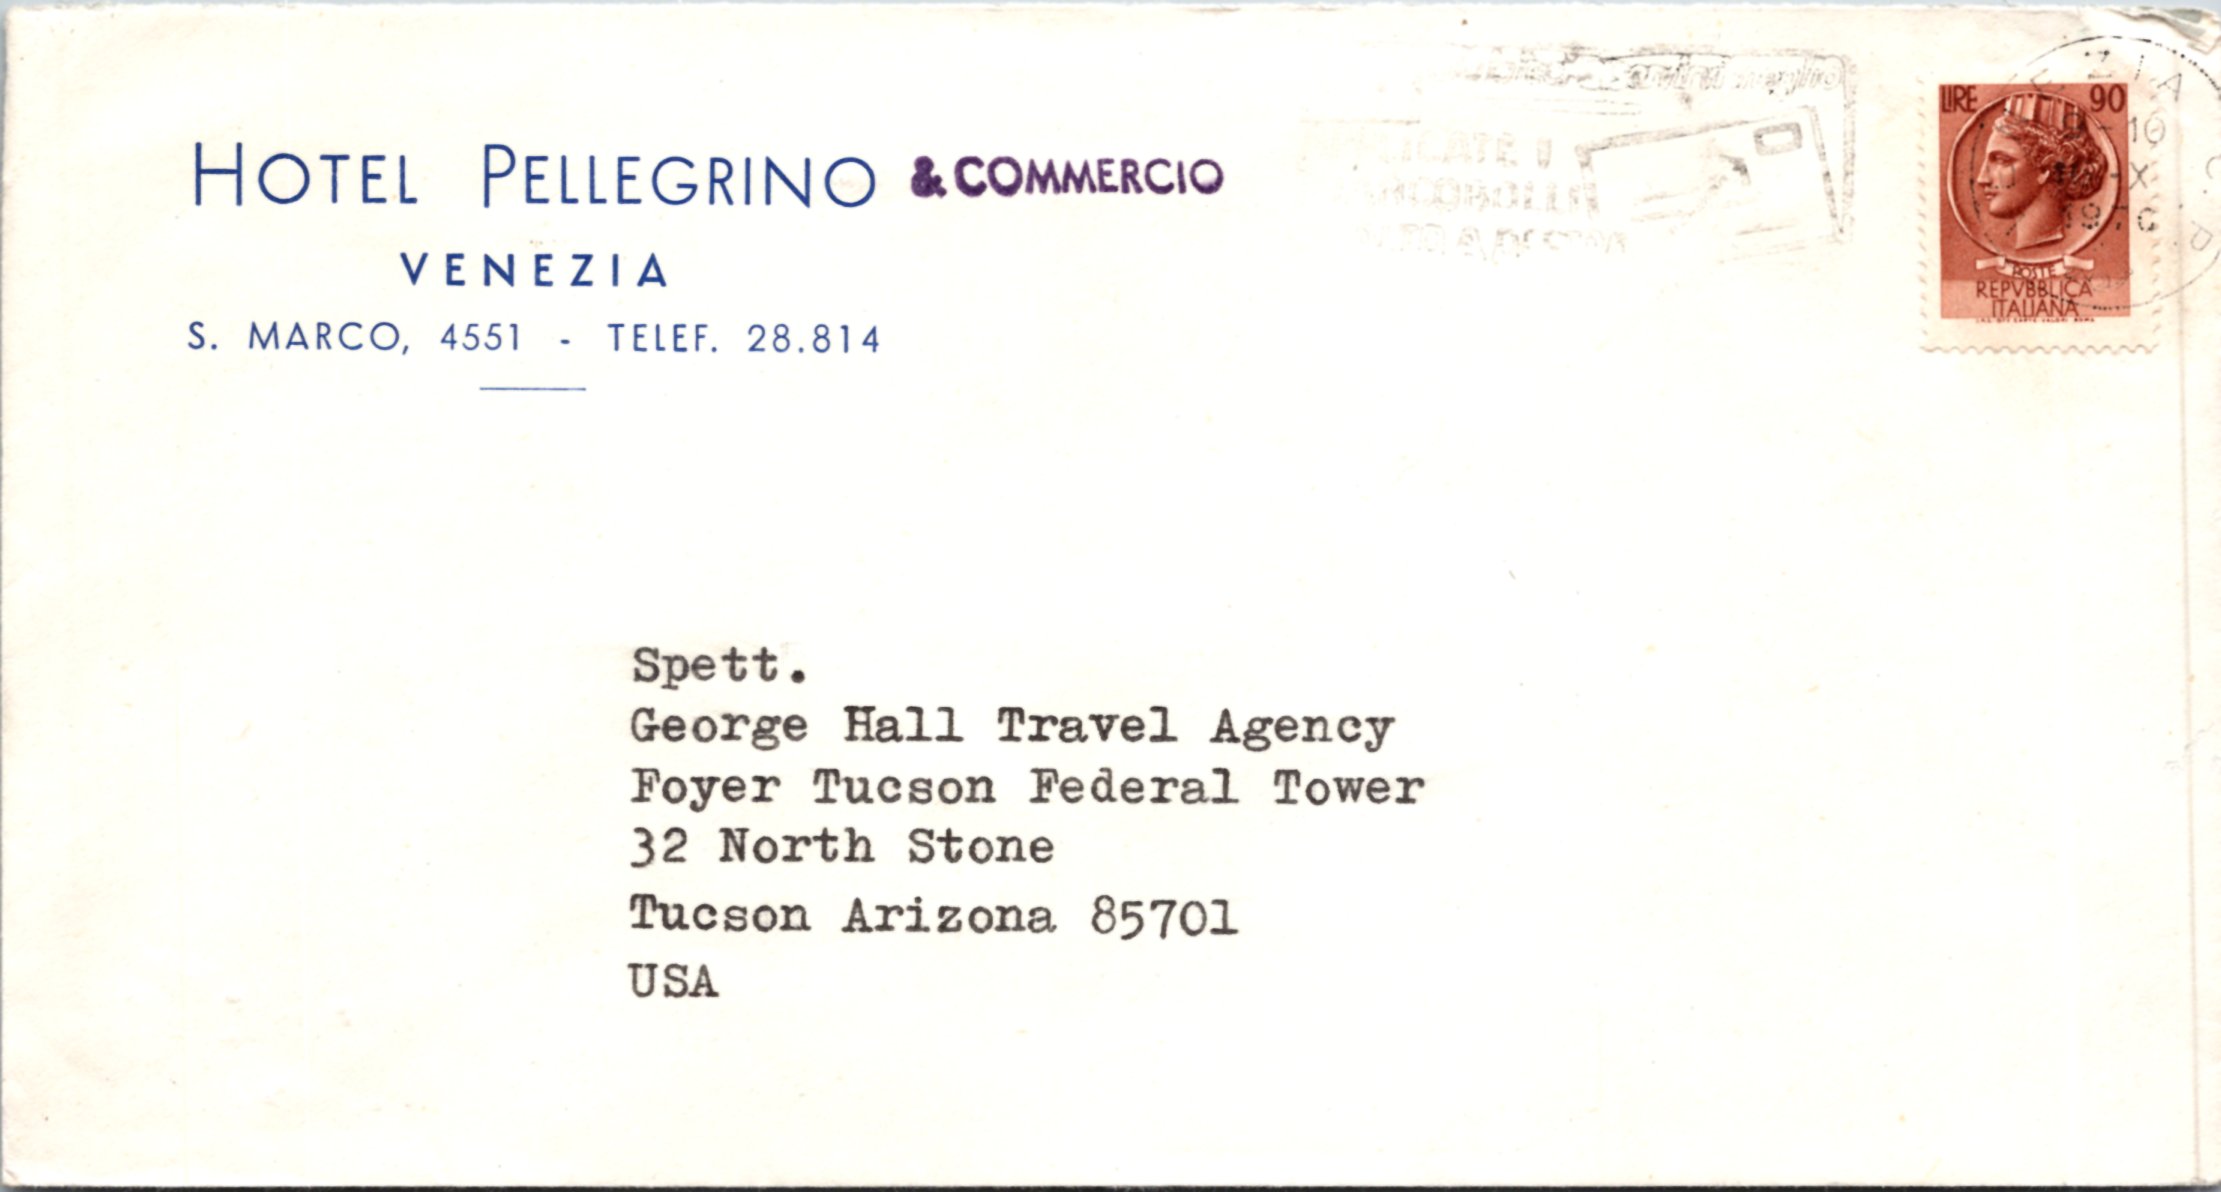 HOTEL PELLEGRINO & COMMERCIO
VENEZIA
S. MARCO, 4551 - TELEF. 28.814
LIRE 90
POSTE
REPVBBLICA
ITALIANA
Spett.
George Hall Travel Agency
Foyer Tucson Federal Tower
32 North Stone
Tucson Arizona 85701
USA